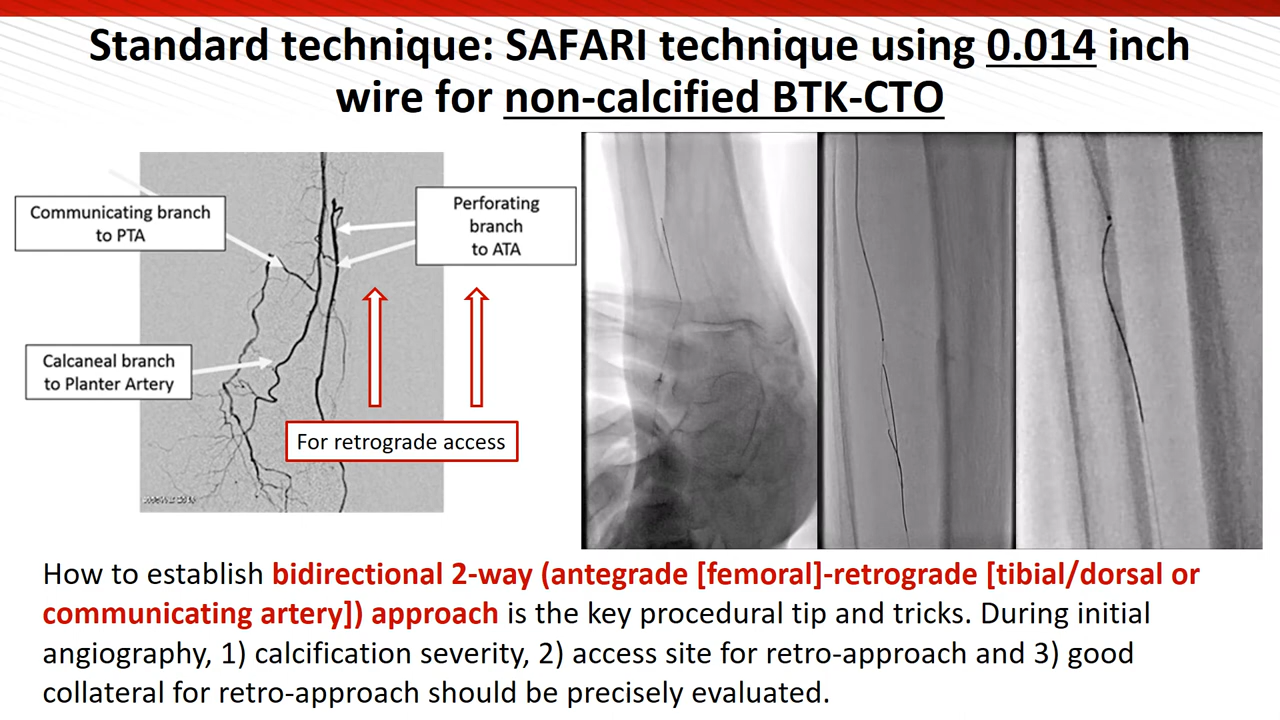 Standard technique: SAFARI technique using 0.014 inch
wire for non-calcified BTK-CTO
Communicating branch
to PTA
Perforating
branch
to ATA
Calcaneal branch
to Planter Artery
For retrograde access
How to establish bidirectional 2-way (antegrade [femoral]-retrograde [tibial/dorsal or
communicating artery]) approach is the key procedural tip and tricks. During initial
angiography, 1) calcification severity, 2) access site for retro-approach and 3) good
collateral for retro-approach should be precisely evaluated.